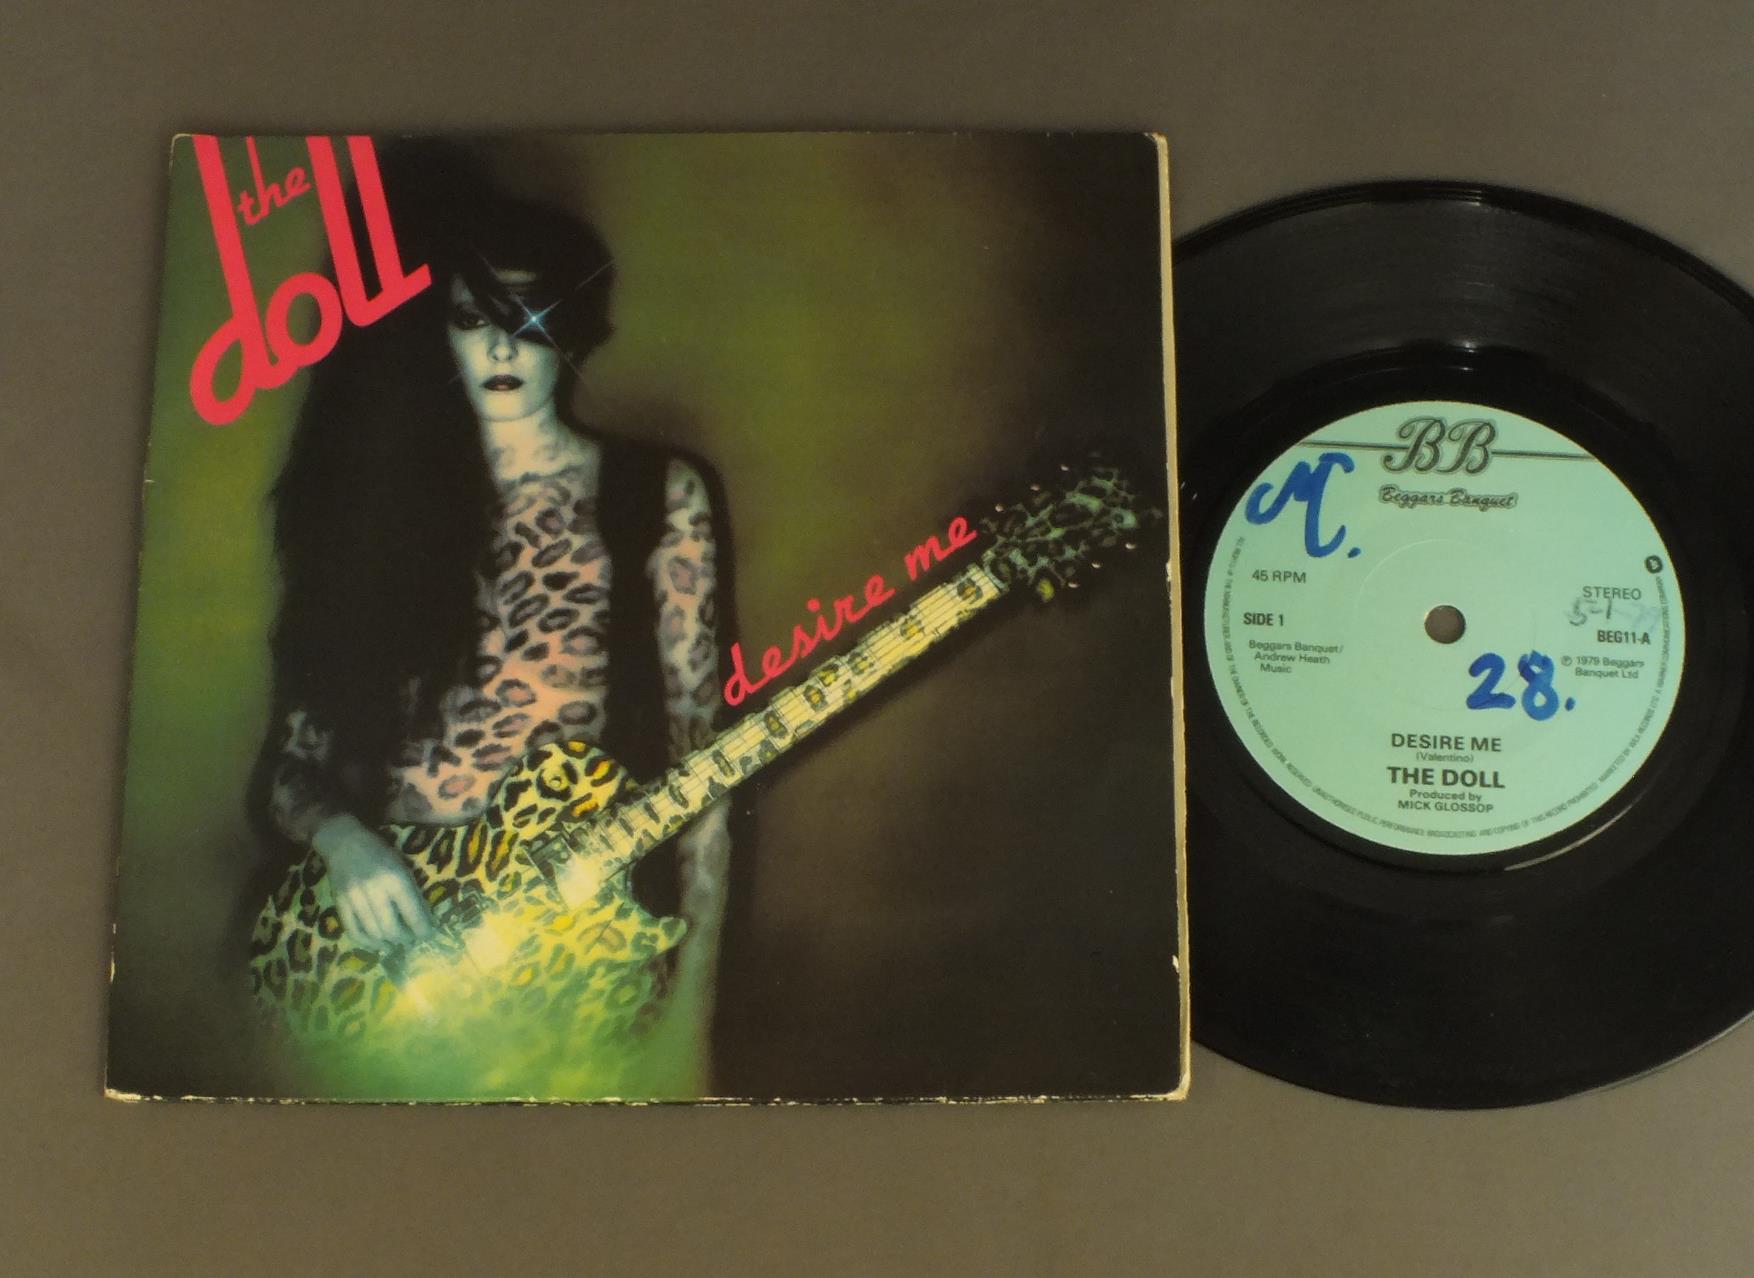 the
doll
desire me
BB
Beggars Banquet
M.
45 RPM
STEREO
SIDE 1
BEG11-A
Beggars Banquet/
Andrew Heath
Music
℗ 1979 Beggars
Banquet Ltd
28.
DESIRE ME
(Valentino)
THE DOLL
Produced by
MICK GLOSSOP